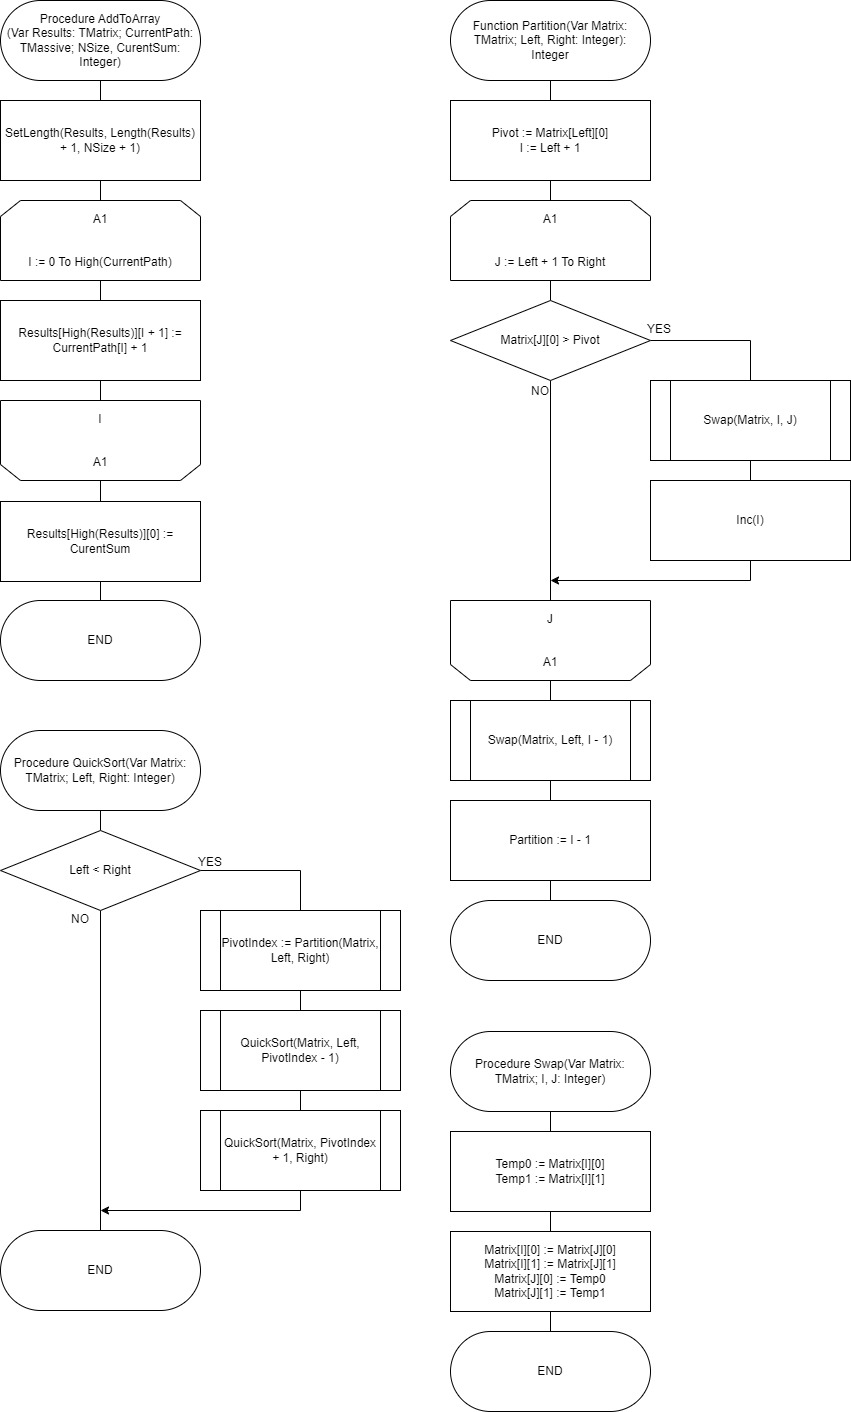 Procedure AddToArray
(Var Results: TMatrix; CurrentPath:
TMassive; NSize, CurentSum:
Integer)
SetLength(Results, Length(Results)
+ 1, NSize + 1)
A1
I := 0 To High(CurrentPath)
Results[High(Results)][I + 1] :=
CurrentPath[I] + 1
I
A1
Results[High(Results)][0] :=
CurentSum
END
Procedure QuickSort(Var Matrix:
TMatrix; Left, Right: Integer)
Left < Right
YES
NO
PivotIndex := Partition(Matrix,
Left, Right)
QuickSort(Matrix, Left,
PivotIndex - 1)
QuickSort(Matrix, PivotIndex
+ 1, Right)
END
Function Partition(Var Matrix:
TMatrix; Left, Right: Integer):
Integer
Pivot := Matrix[Left][0]
I := Left + 1
A1
J := Left + 1 To Right
Matrix[J][0] > Pivot
YES
NO
Swap(Matrix, I, J)
Inc(I)
J
A1
Swap(Matrix, Left, I - 1)
Partition := I - 1
END
Procedure Swap(Var Matrix:
TMatrix; I, J: Integer)
Temp0 := Matrix[I][0]
Temp1 := Matrix[I][1]
Matrix[I][0] := Matrix[J][0]
Matrix[I][1] := Matrix[J][1]
Matrix[J][0] := Temp0
Matrix[J][1] := Temp1
END